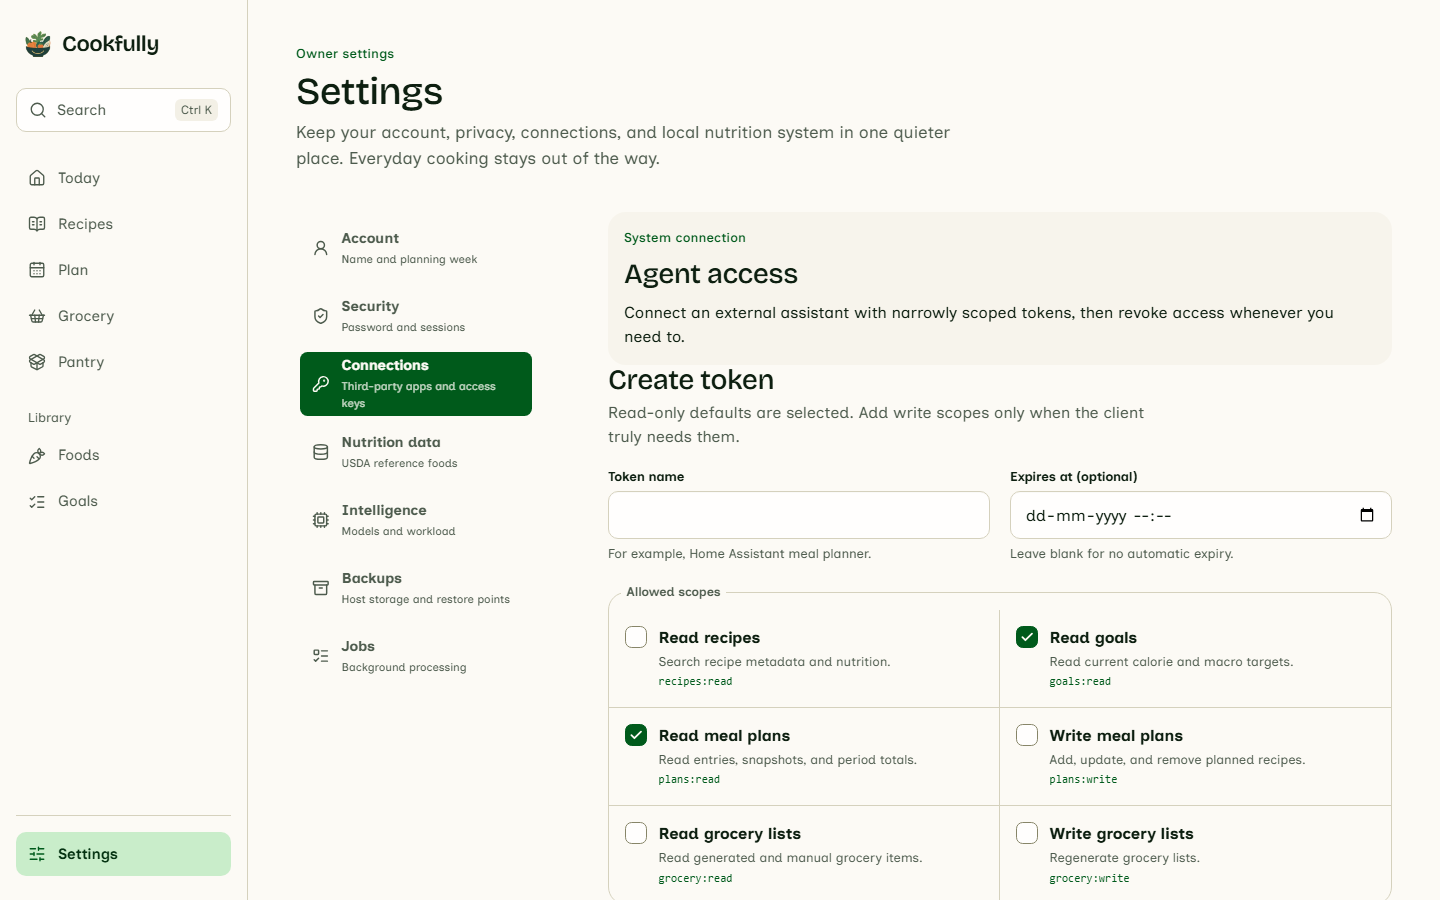 Cookfully
Search
Ctrl K
Today
Recipes
Plan
Grocery
Pantry
Library
Foods
Goals
Settings
Owner settings
Settings
Keep your account, privacy, connections, and local nutrition system in one quieter
place. Everyday cooking stays out of the way.
Account
Name and planning week
Security
Password and sessions
Connections
Third-party apps and access
keys
Nutrition data
USDA reference foods
Intelligence
Models and workload
Backups
Host storage and restore points
Jobs
Background processing
System connection
Agent access
Connect an external assistant with narrowly scoped tokens, then revoke access whenever you
need to.
Create token
Read-only defaults are selected. Add write scopes only when the client
truly needs them.
Token name
For example, Home Assistant meal planner.
Expires at (optional)
dd-mm-yyyy --:--
Leave blank for no automatic expiry.
Allowed scopes
Read recipes
Search recipe metadata and nutrition.
recipes:read
Read goals
Read current calorie and macro targets.
goals:read
Read meal plans
Read entries, snapshots, and period totals.
plans:read
Write meal plans
Add, update, and remove planned recipes.
plans:write
Read grocery lists
Read generated and manual grocery items.
grocery:read
Write grocery lists
Regenerate grocery lists.
grocery:write